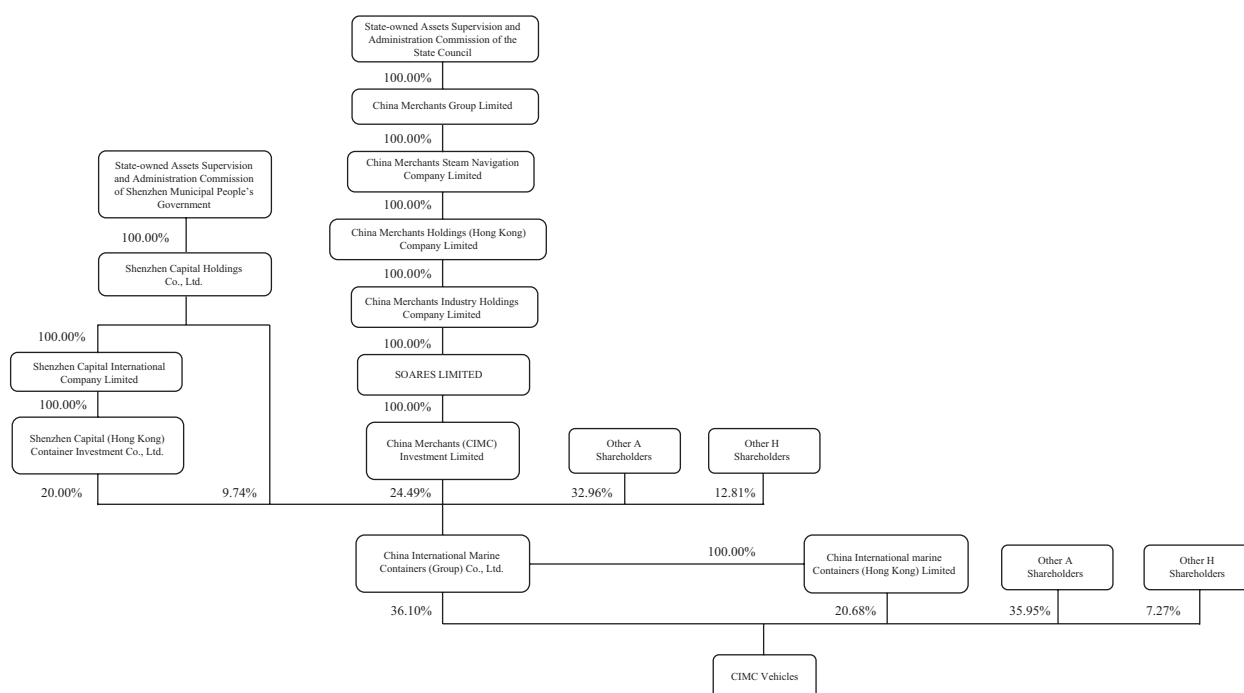 State-owned Assets Supervision and
Administration Commission of the
State Council
100.00%
China Merchants Group Limited
100.00%
China Merchants Steam Navigation
Company Limited
State-owned Assets Supervision
and Administration Commission
of Shenzhen Municipal People's
Government
100.00%
China Merchants Holdings (Hong Kong)
Company Limited
100.00%
Shenzhen Capital Holdings
Co., Ltd.
100.00%
China Merchants Industry Holdings
Company Limited
100.00%
100.00%
Shenzhen Capital International
Company Limited
SOARES LIMITED
100.00%
100.00%
Shenzhen Capital (Hong Kong)
Container Investment Co., Ltd.
China Merchants (CIMC)
Investment Limited
Other A
Shareholders
Other H
Shareholders
20.00%
9.74%
24.49%
32.96%
12.81%
China International Marine
Containers (Group) Co., Ltd.
100.00%
China International marine
Containers (Hong Kong) Limited
Other A
Shareholders
Other H
Shareholders
36.10%
20.68%
35.95%
7.27%
CIMC Vehicles